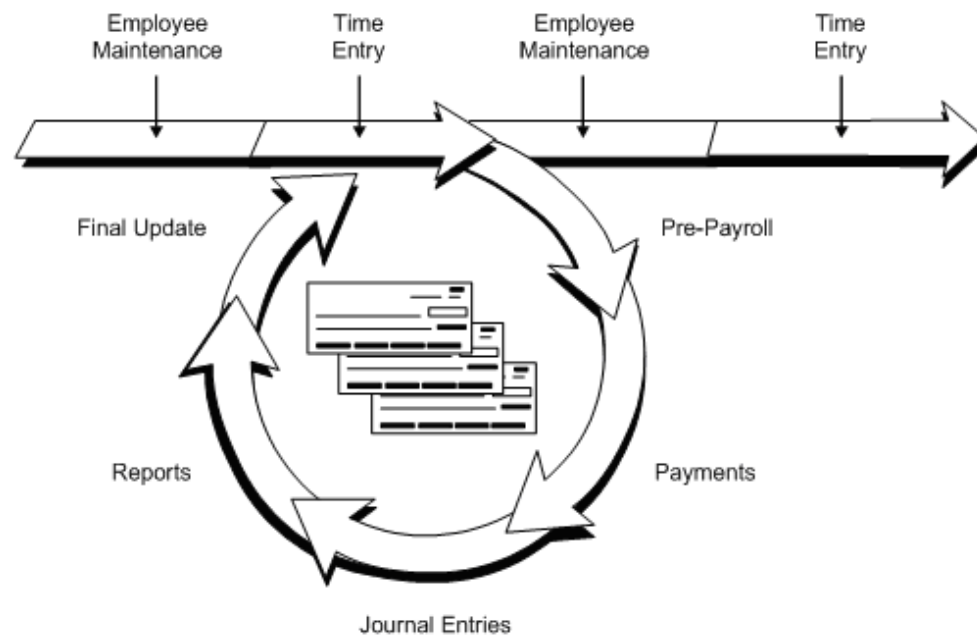 Employee
Maintenance
Time
Entry
Employee
Maintenance
Time
Entry
Final Update
Pre-Payroll
Reports
Payments
Journal Entries